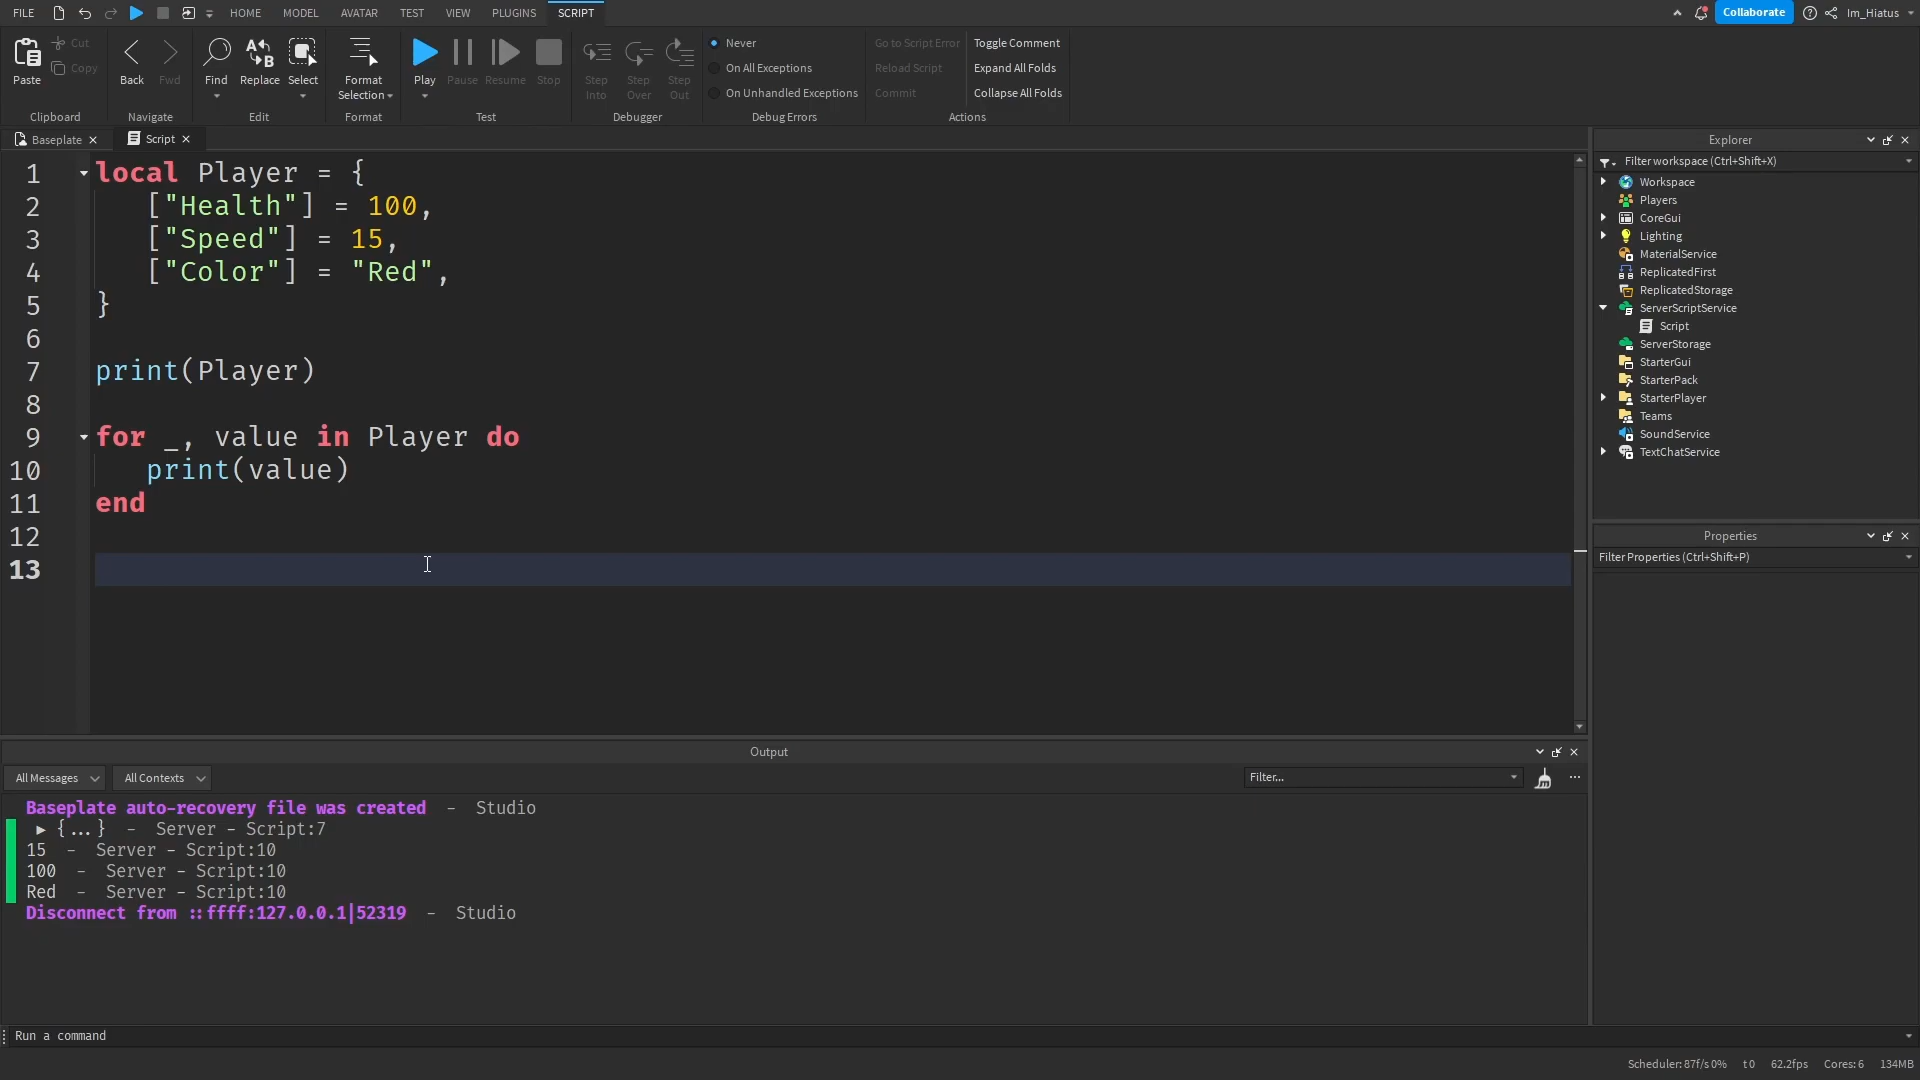 FILE HOME MODEL AVATAR TEST VIEW PLUGINS SCRIPT Collaborate Im_Hiatus
Paste Cut Copy Back Fwd Find Replace Select Format Selection Play Pause Resume Stop Step Into Step Over Step Out
Never Go to Script Error Toggle Comment
On All Exceptions Reload Script Expand All Folds
On Unhandled Exceptions Commit Collapse All Folds
Clipboard Navigate Edit Format Test Debugger Debug Errors Actions
Baseplate Script
1 local Player = {
2 ["Health"] = 100,
3 ["Speed"] = 15,
4 ["Color"] = "Red",
5 }
6
7 print(Player)
8
9 for _, value in Player do
10 print(value)
11 end
12
13
Explorer
Filter workspace (Ctrl+Shift+X)
Workspace
Players
CoreGui
Lighting
MaterialService
ReplicatedFirst
ReplicatedStorage
ServerScriptService
Script
ServerStorage
StarterGui
StarterPack
StarterPlayer
Teams
SoundService
TextChatService
Properties
Filter Properties (Ctrl+Shift+P)
Output
All Messages All Contexts Filter... ...
Baseplate auto-recovery file was created – Studio
▶ {...} – Server – Script:7
15 – Server – Script:10
100 – Server – Script:10
Red – Server – Script:10
Disconnect from ::ffff:127.0.0.1|52319 – Studio
Run a command
Scheduler: 87f/s 0% t 0 62.2fps Cores: 6 134MB